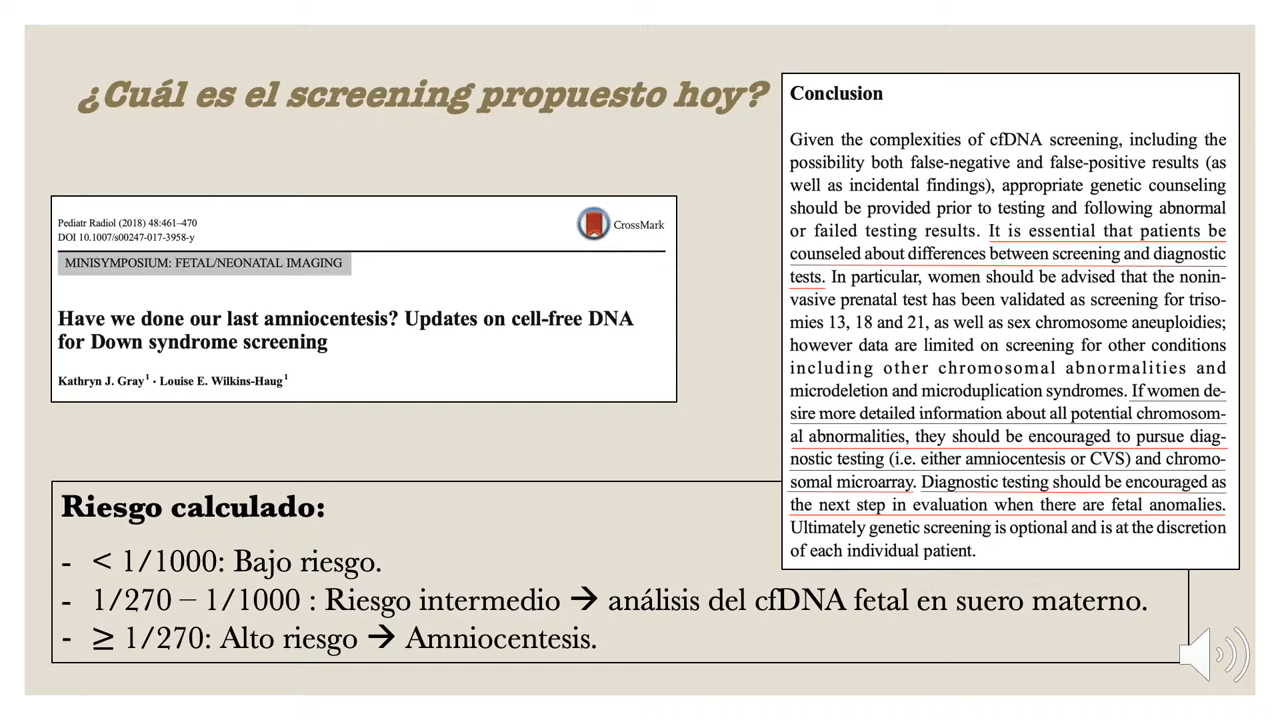 ¿Cuál es el screening propuesto hoy?
Pediatr Radiol (2018) 48:461–470
DOI 10.1007/s00247-017-3958-y
CrossMark
MINISYMPOSIUM: FETAL/NEONATAL IMAGING
Have we done our last amniocentesis? Updates on cell-free DNA
for Down syndrome screening
Kathryn J. Gray1 · Louise E. Wilkins-Haug1
Conclusion
Given the complexities of cfDNA screening, including the
possibility both false-negative and false-positive results (as
well as incidental findings), appropriate genetic counseling
should be provided prior to testing and following abnormal
or failed testing results. It is essential that patients be
counseled about differences between screening and diagnostic
tests. In particular, women should be advised that the nonin-
vasive prenatal test has been validated as screening for triso-
mies 13, 18 and 21, as well as sex chromosome aneuploidies;
however data are limited on screening for other conditions
including other chromosomal abnormalities and
microdeletion and microduplication syndromes. If women de-
sire more detailed information about all potential chromosom-
al abnormalities, they should be encouraged to pursue diag-
nostic testing (i.e. either amniocentesis or CVS) and chromo-
somal microarray. Diagnostic testing should be encouraged as
the next step in evaluation when there are fetal anomalies.
Ultimately genetic screening is optional and is at the discretion
of each individual patient.
Riesgo calculado:
- < 1/1000: Bajo riesgo.
- 1/270 – 1/1000 : Riesgo intermedio → análisis del cfDNA fetal en suero materno.
- ≥ 1/270: Alto riesgo → Amniocentesis.